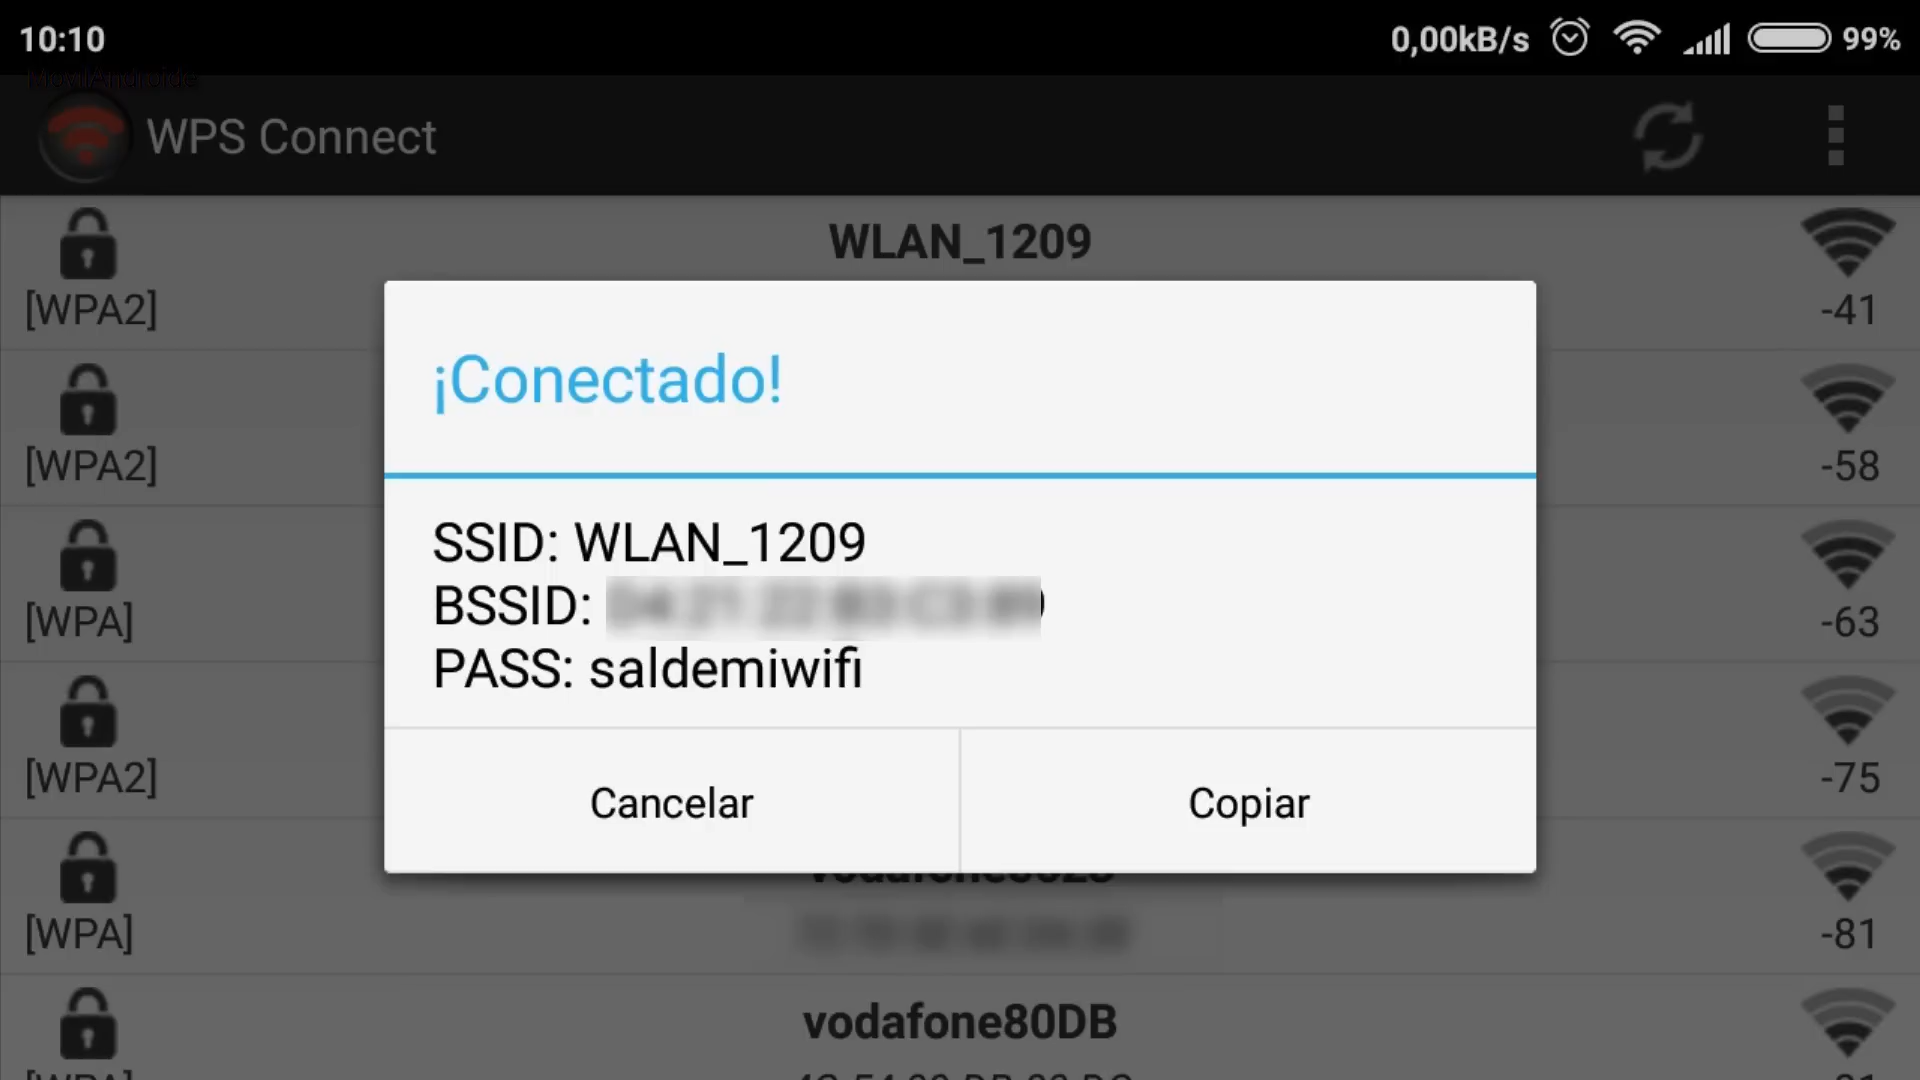 10:10
0,00kB/s
99%
MovilAndroide
WPS Connect
WLAN_1209
[WPA2]
-41
[WPA2]
-58
¡Conectado!
SSID: WLAN_1209
BSSID:
PASS: saldemiwifi
Cancelar
Copiar
[WPA]
-63
[WPA2]
-75
[WPA]
-81
vodafone80DB